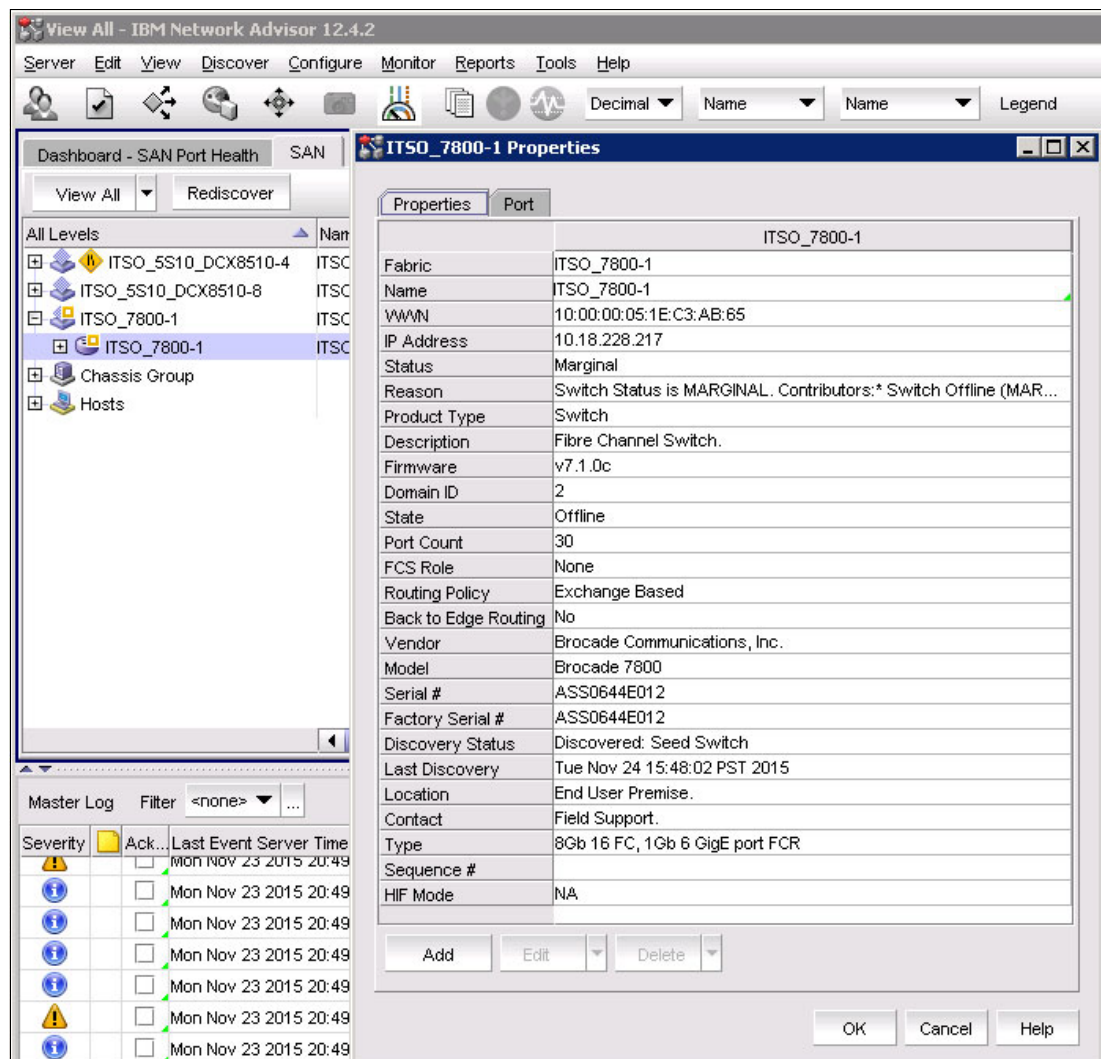 View All - IBM Network Advisor 12.4.2
Server Edit View Discover Configure Monitor Reports Tools Help
Decimal Name Name Legend
Dashboard - SAN Port Health SAN
View All Rediscover
All Levels
ITSO_5S10_DCX8510-4 ITSO
ITSO_5S10_DCX8510-8 ITSO
ITSO_7800-1 ITSO
ITSO_7800-1 ITSO
Chassis Group
Hosts
ITSO_7800-1 Properties
Properties Port
ITSO_7800-1
Fabric ITSO_7800-1
Name ITSO_7800-1
WWN 10:00:00:05:1E:C3:AB:65
IP Address 10.18.228.217
Status Marginal
Reason Switch Status is MARGINAL. Contributors:* Switch Offline (MAR...
Product Type Switch
Description Fibre Channel Switch.
Firmware v7.1.0c
Domain ID 2
State Offline
Port Count 30
FCS Role None
Routing Policy Exchange Based
Back to Edge Routing No
Vendor Brocade Communications, Inc.
Model Brocade 7800
Serial # ASS0644E012
Factory Serial # ASS0644E012
Discovery Status Discovered: Seed Switch
Last Discovery Tue Nov 24 15:48:02 PST 2015
Location End User Premise.
Contact Field Support.
Type 8Gb 16 FC, 1Gb 6 GigE port FCR
Sequence #
HIF Mode NA
Add Edit Delete
OK Cancel Help
Master Log Filter <none> ...
Severity Ack... Last Event Server Time
Mon Nov 23 2015 20:49
Mon Nov 23 2015 20:49
Mon Nov 23 2015 20:49
Mon Nov 23 2015 20:49
Mon Nov 23 2015 20:49
Mon Nov 23 2015 20:49
Mon Nov 23 2015 20:49